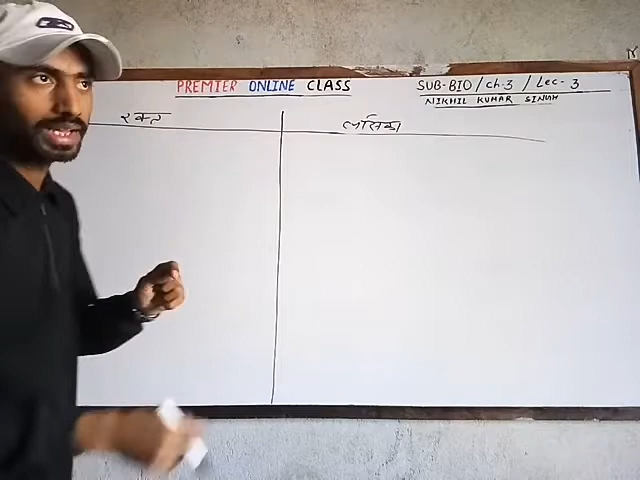 PREMIER ONLINE CLASS
SUB-BIO/ch-3/Lec-3
NIKHIL KUMAR SINGH
रक्त
लसिका